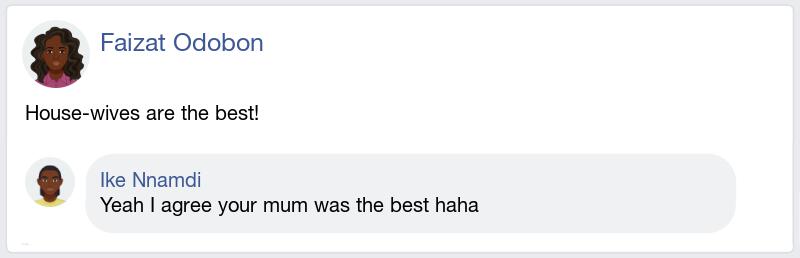 Faizat Odobon
House-wives are the best!
Ike Nnamdi
Yeah I agree your mum was the best haha